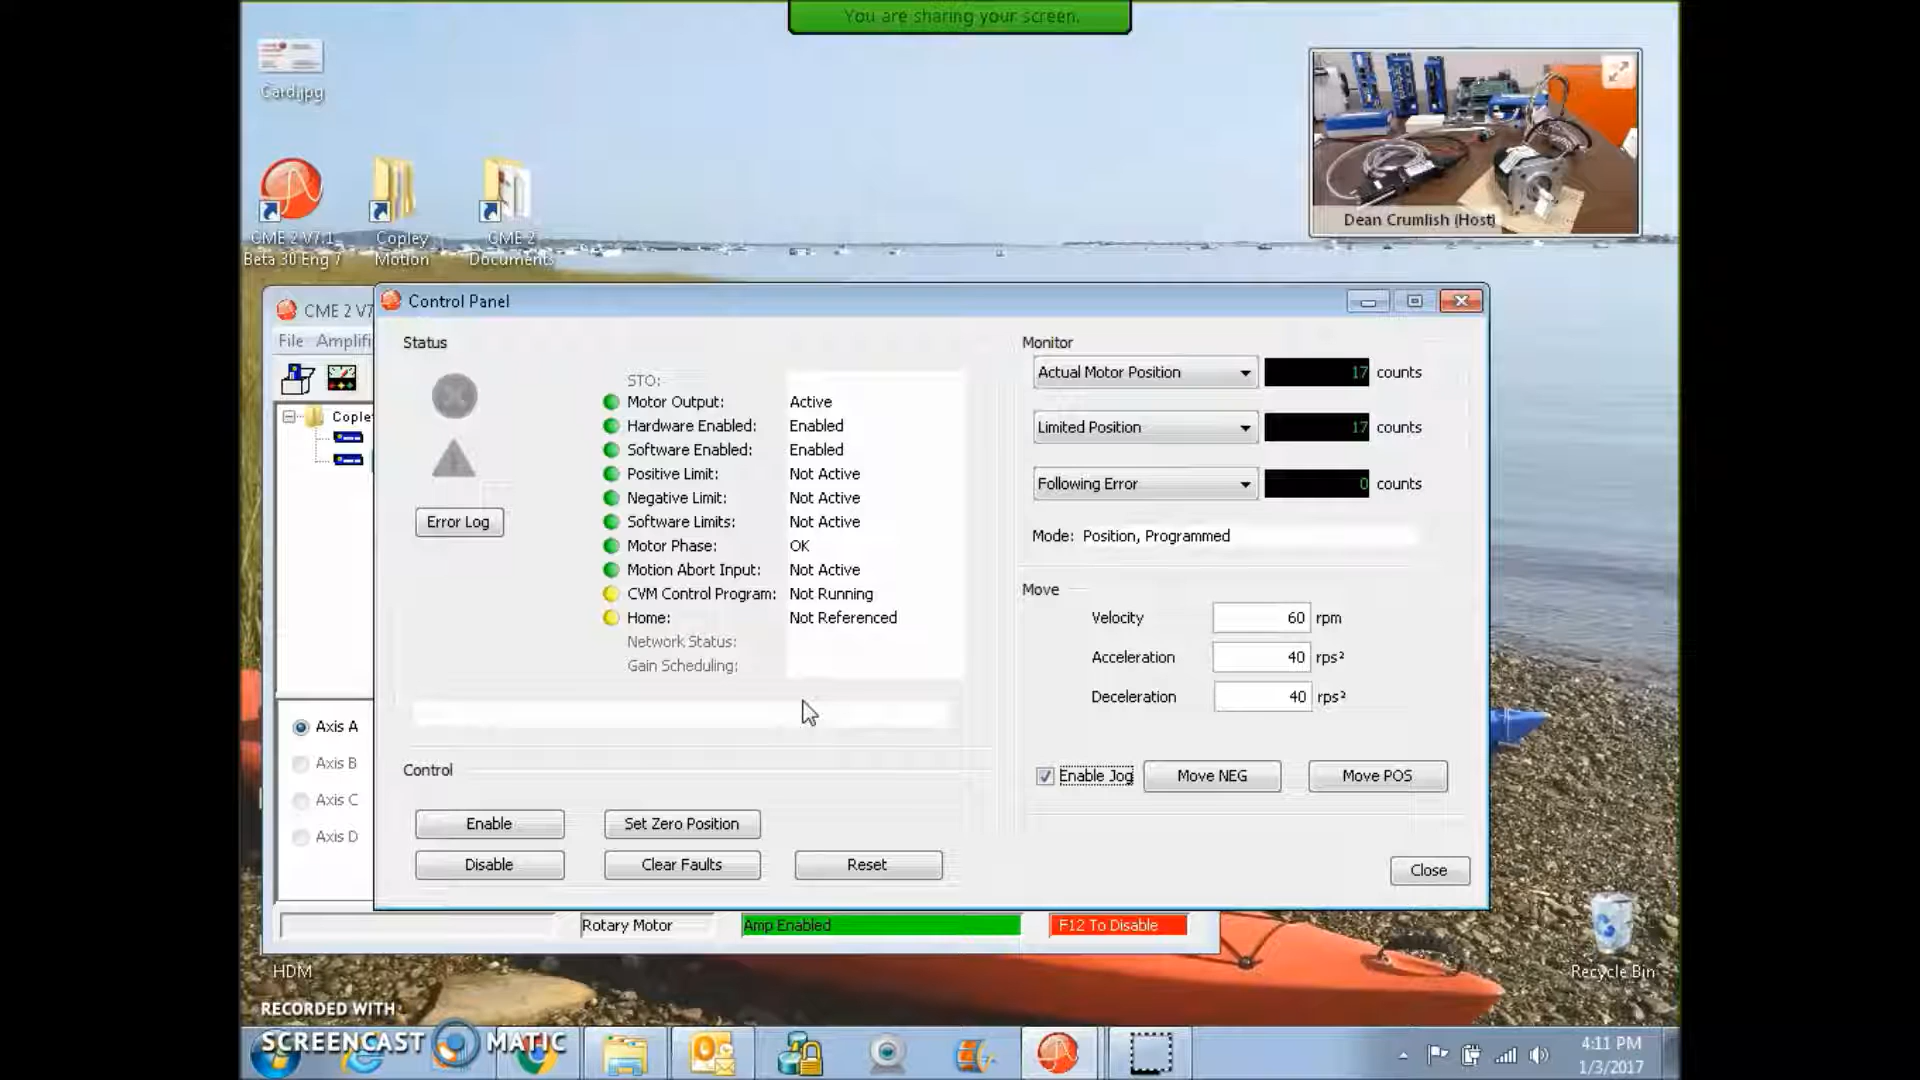 You are sharing your screen.
Card.jpg
CME 2 V7.1
Beta 30 Eng 7
Copley
Motion
CME 2
Documents
Dean Crumlish (Host)
CME 2 V7
File Amplifi
Control Panel
Status
STO:
Motor Output: Active
Hardware Enabled: Enabled
Software Enabled: Enabled
Positive Limit: Not Active
Negative Limit: Not Active
Software Limits: Not Active
Motor Phase: OK
Motion Abort Input: Not Active
CVM Control Program: Not Running
Home: Not Referenced
Network Status:
Gain Scheduling:
Error Log
Monitor
Actual Motor Position 17 counts
Limited Position 17 counts
Following Error 0 counts
Mode: Position, Programmed
Move
Velocity 60 rpm
Acceleration 40 rps²
Deceleration 40 rps²
Enable Jog Move NEG Move POS
Control
Enable Set Zero Position
Disable Clear Faults Reset
Close
Cople
Axis A
Axis B
Axis C
Axis D
Rotary Motor Amp Enabled F12 To Disable
HDM
Recycle Bin
RECORDED WITH
SCREENCAST MATIC
4:11 PM
1/3/2017